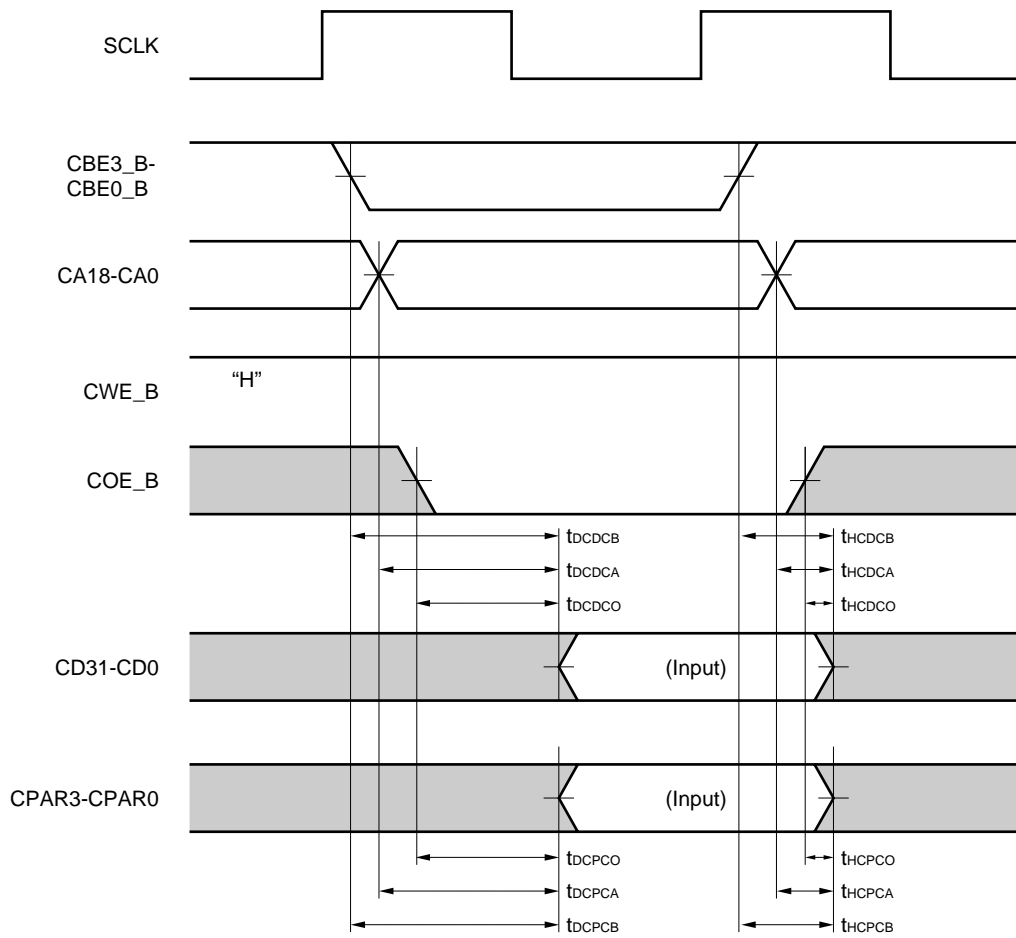 SCLK
CBE3_B-
CBE0_B
CA18-CA0
“H”
CWE_B
COE_B
tDCDCB
tHCDCB
tDCDCA
tHCDCA
tDCDCO
tHCDCO
CD31-CD0
(Input)
CPAR3-CPAR0
(Input)
tDCPCO
tHCPCO
tDCPCA
tHCPCA
tDCPCB
tHCPCB